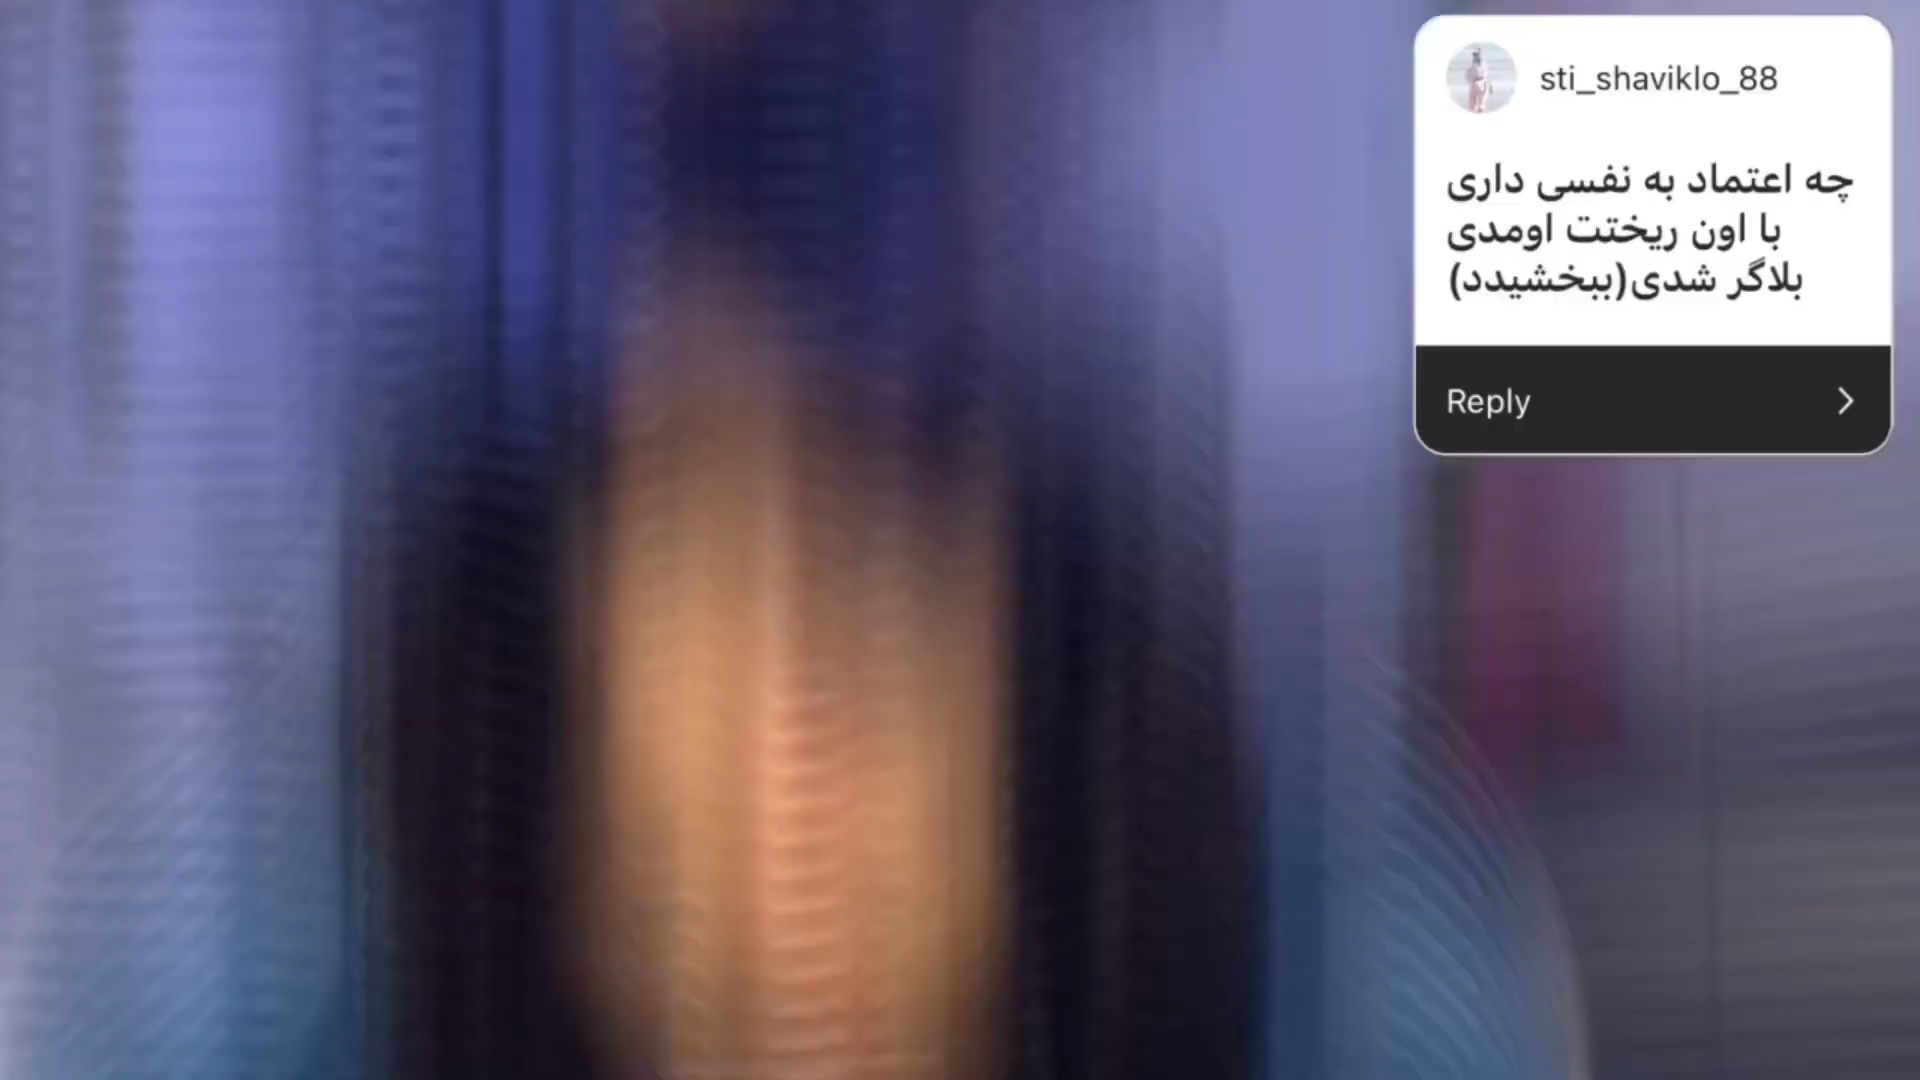 sti_shaviklo_88
چه اعتماد به نفسی داری
با اون ریختت اومدی
بلاگر شدی(ببخشیدد)
Reply